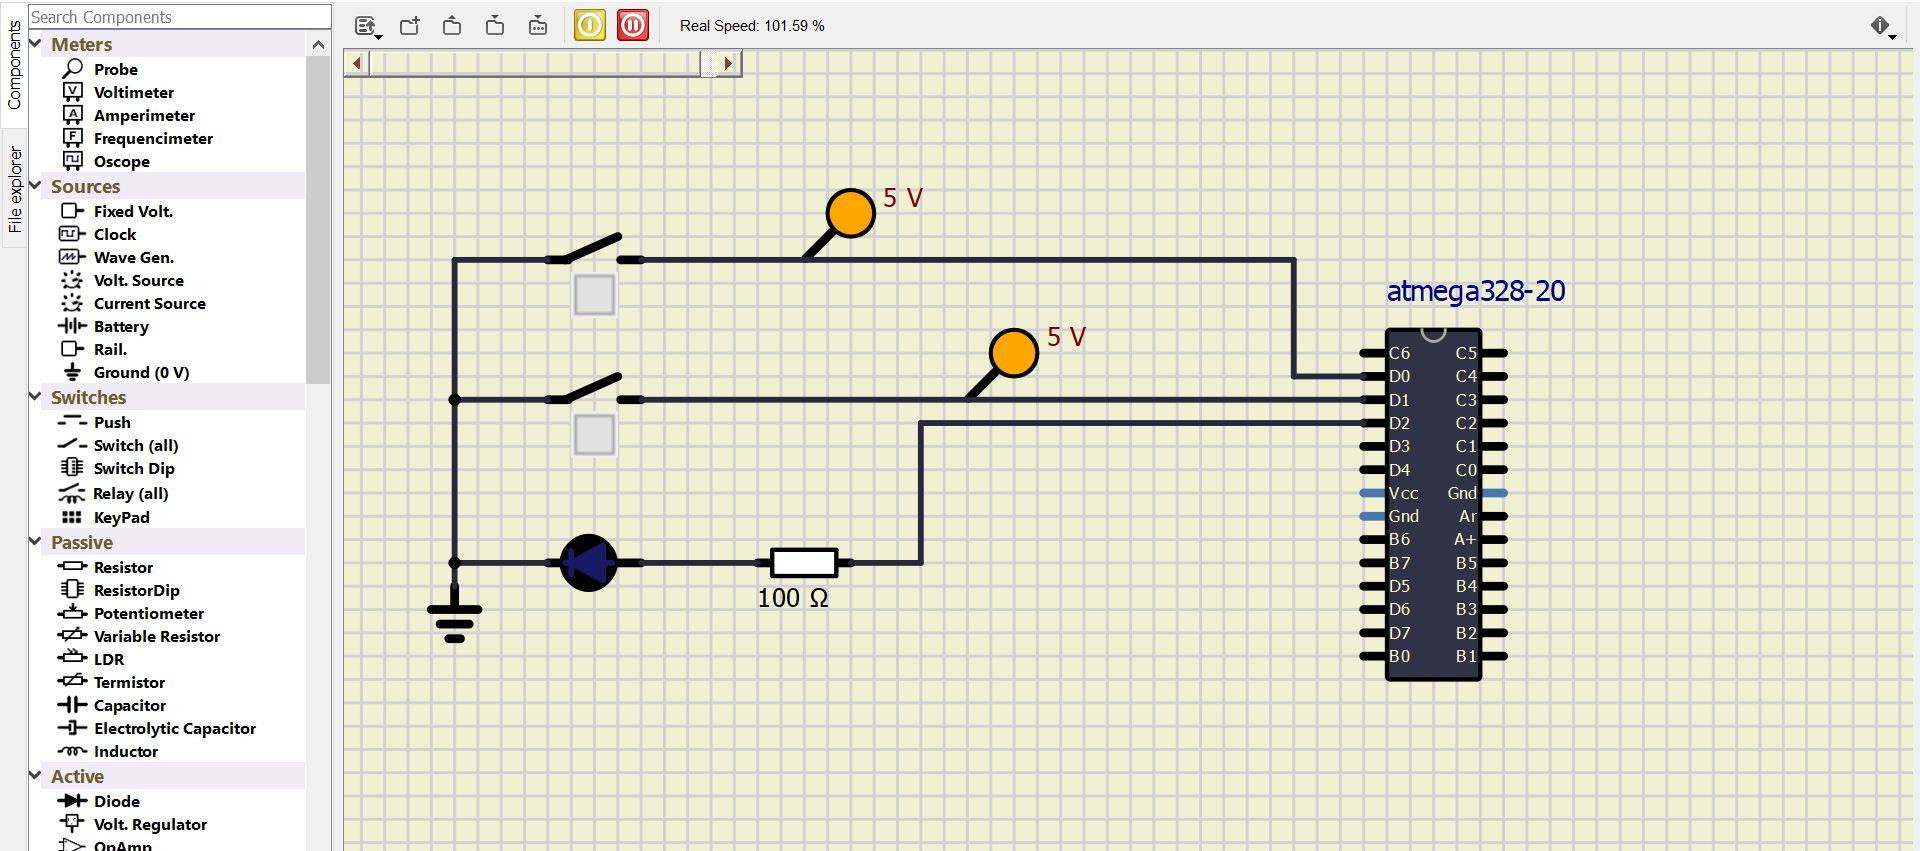 Components
File explorer
Search Components
Meters
Probe
Voltimeter
Amperimeter
Frequencimeter
Oscope
Sources
Fixed Volt.
Clock
Wave Gen.
Volt. Source
Current Source
Battery
Rail.
Ground (0 V)
Switches
Push
Switch (all)
Switch Dip
Relay (all)
KeyPad
Passive
Resistor
ResistorDip
Potentiometer
Variable Resistor
LDR
Termistor
Capacitor
Electrolytic Capacitor
Inductor
Active
Diode
Volt. Regulator
OpAmp
Real Speed: 101.59 %
5 V
5 V
100 Ω
atmega328-20
C6 C5
D0 C4
D1 C3
D2 C2
D3 C1
D4 C0
Vcc Gnd
Gnd Ar
B6 A+
B7 B5
D5 B4
D6 B3
D7 B2
B0 B1